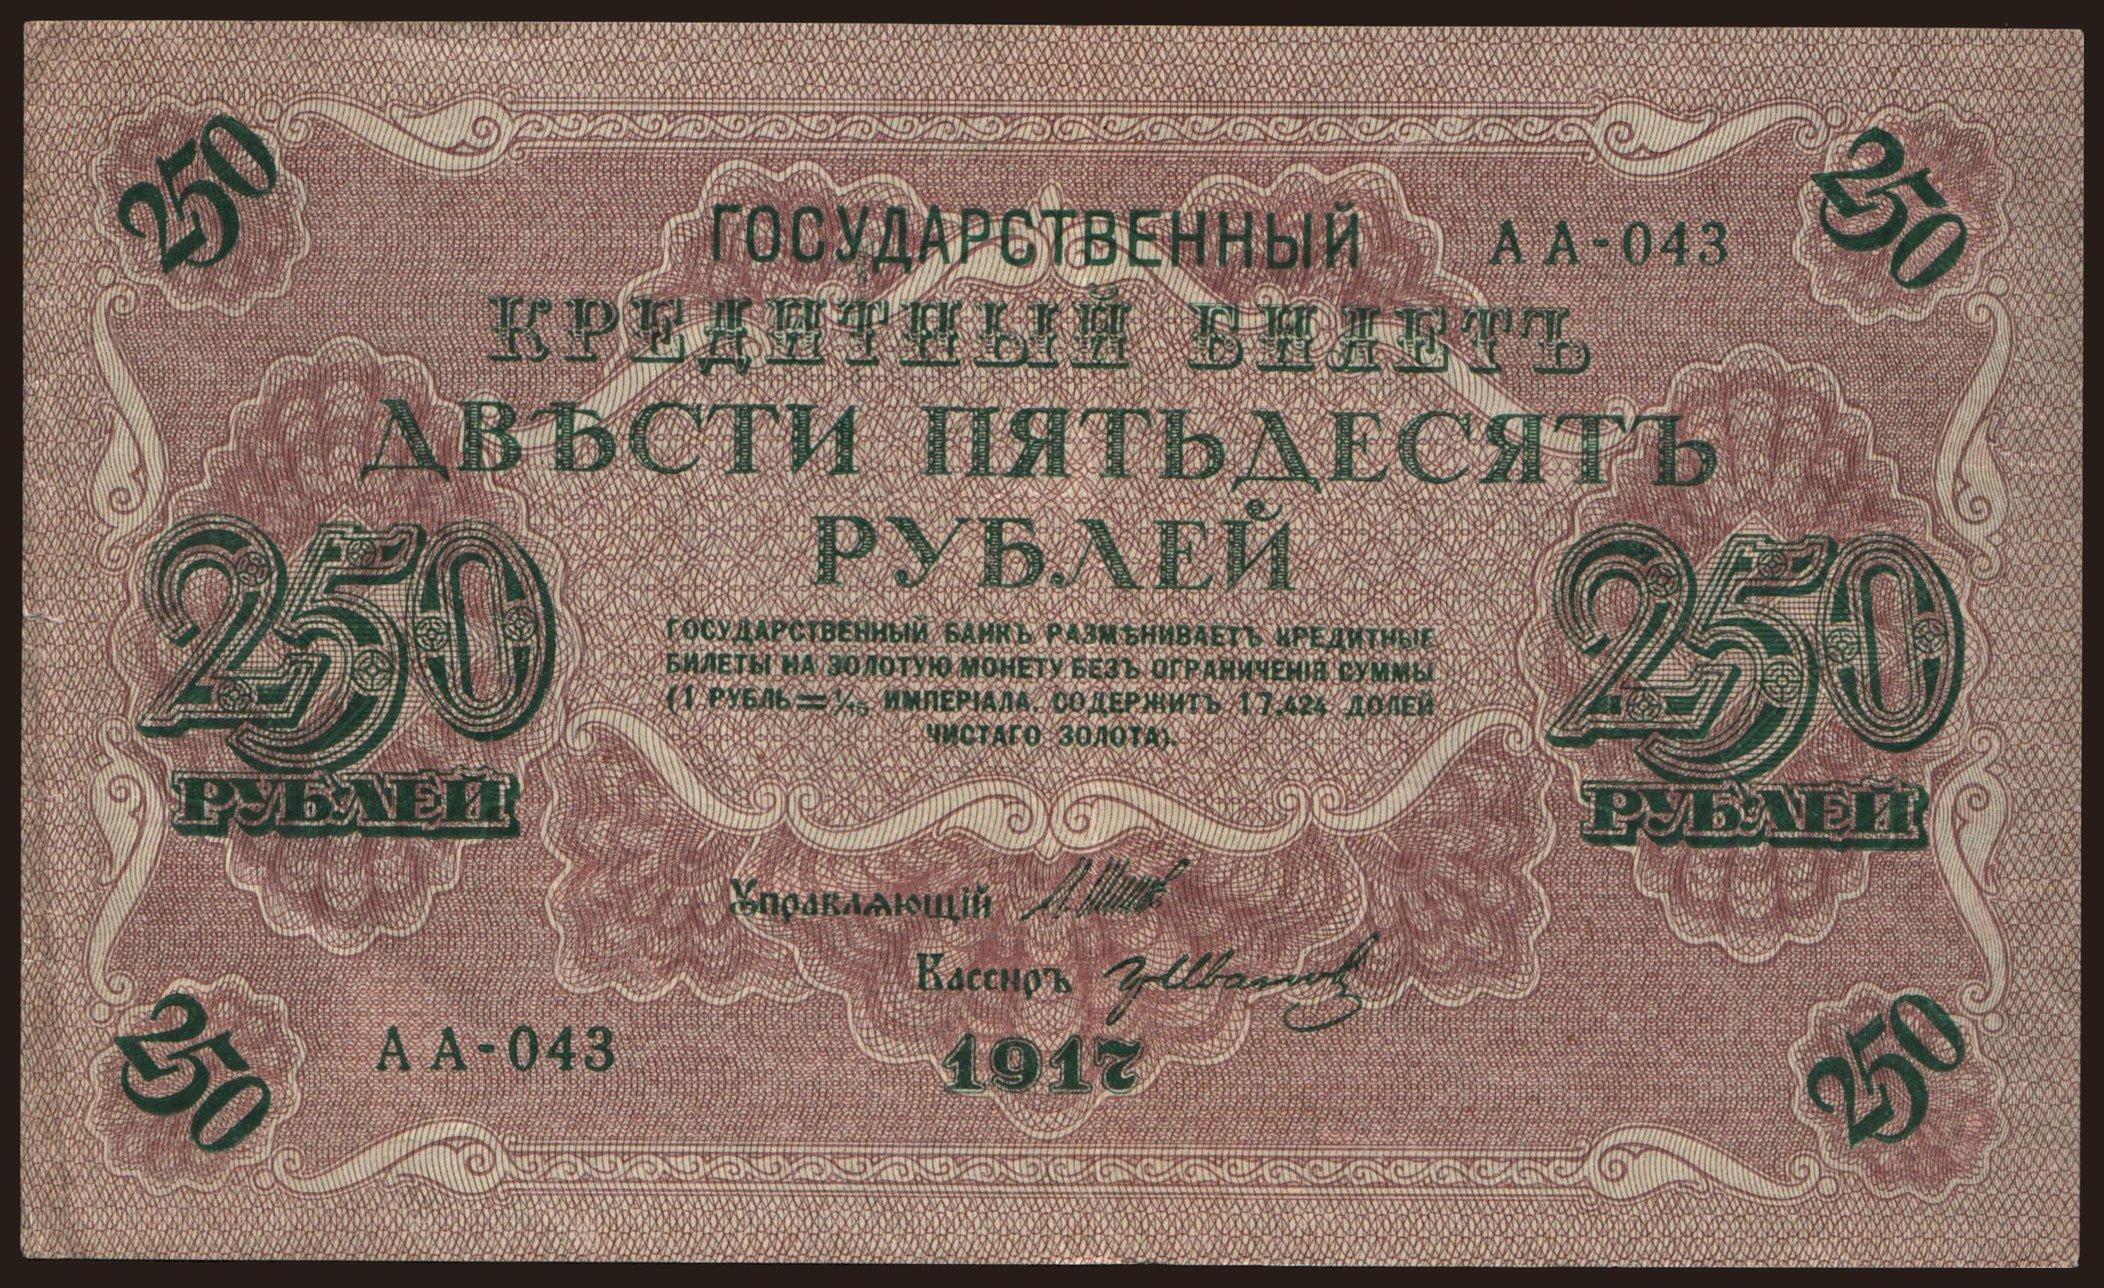 250
250
ГОСУДАРСТВЕННЫЙ
АА-043
КРЕДИТНЫЙ БИЛЕТЪ
ДВѢСТИ ПЯТЬДЕСЯТЪ
РУБЛЕЙ
250
РУБЛЕЙ
250
РУБЛЕЙ
ГОСУДАРСТВЕННЫЙ БАНКЪ РАЗМѢНИВАЕТЪ КРЕДИТНЫЕ
БИЛЕТЫ НА ЗОЛОТУЮ МОНЕТУ БЕЗЪ ОГРАНИЧЕНІЯ СУММЫ
(1 РУБЛЬ = 1/15 ИМПЕРІАЛА, СОДЕРЖИТЪ 17,424 ДОЛЕЙ
ЧИСТАГО ЗОЛОТА).
Управляющій
Кассиръ
АА-043
1917
250
250